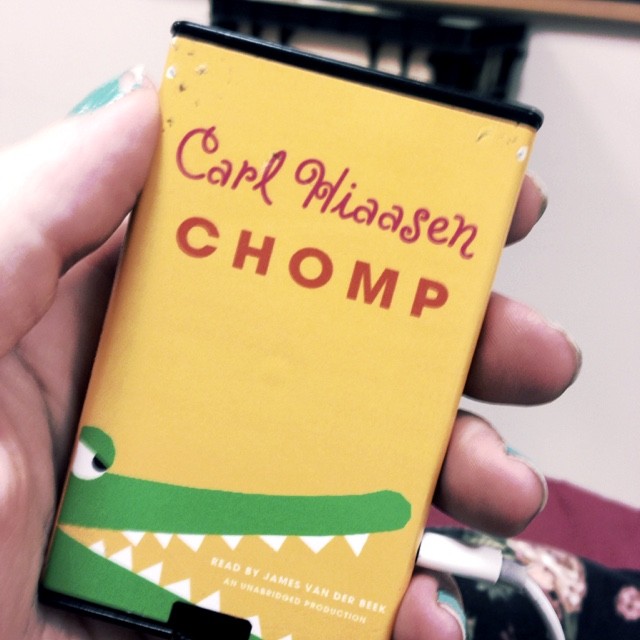 Carl Hiaasen
CHOMP
READ BY JAMES VAN DER BEEK
AN UNABRIDGED PRODUCTION